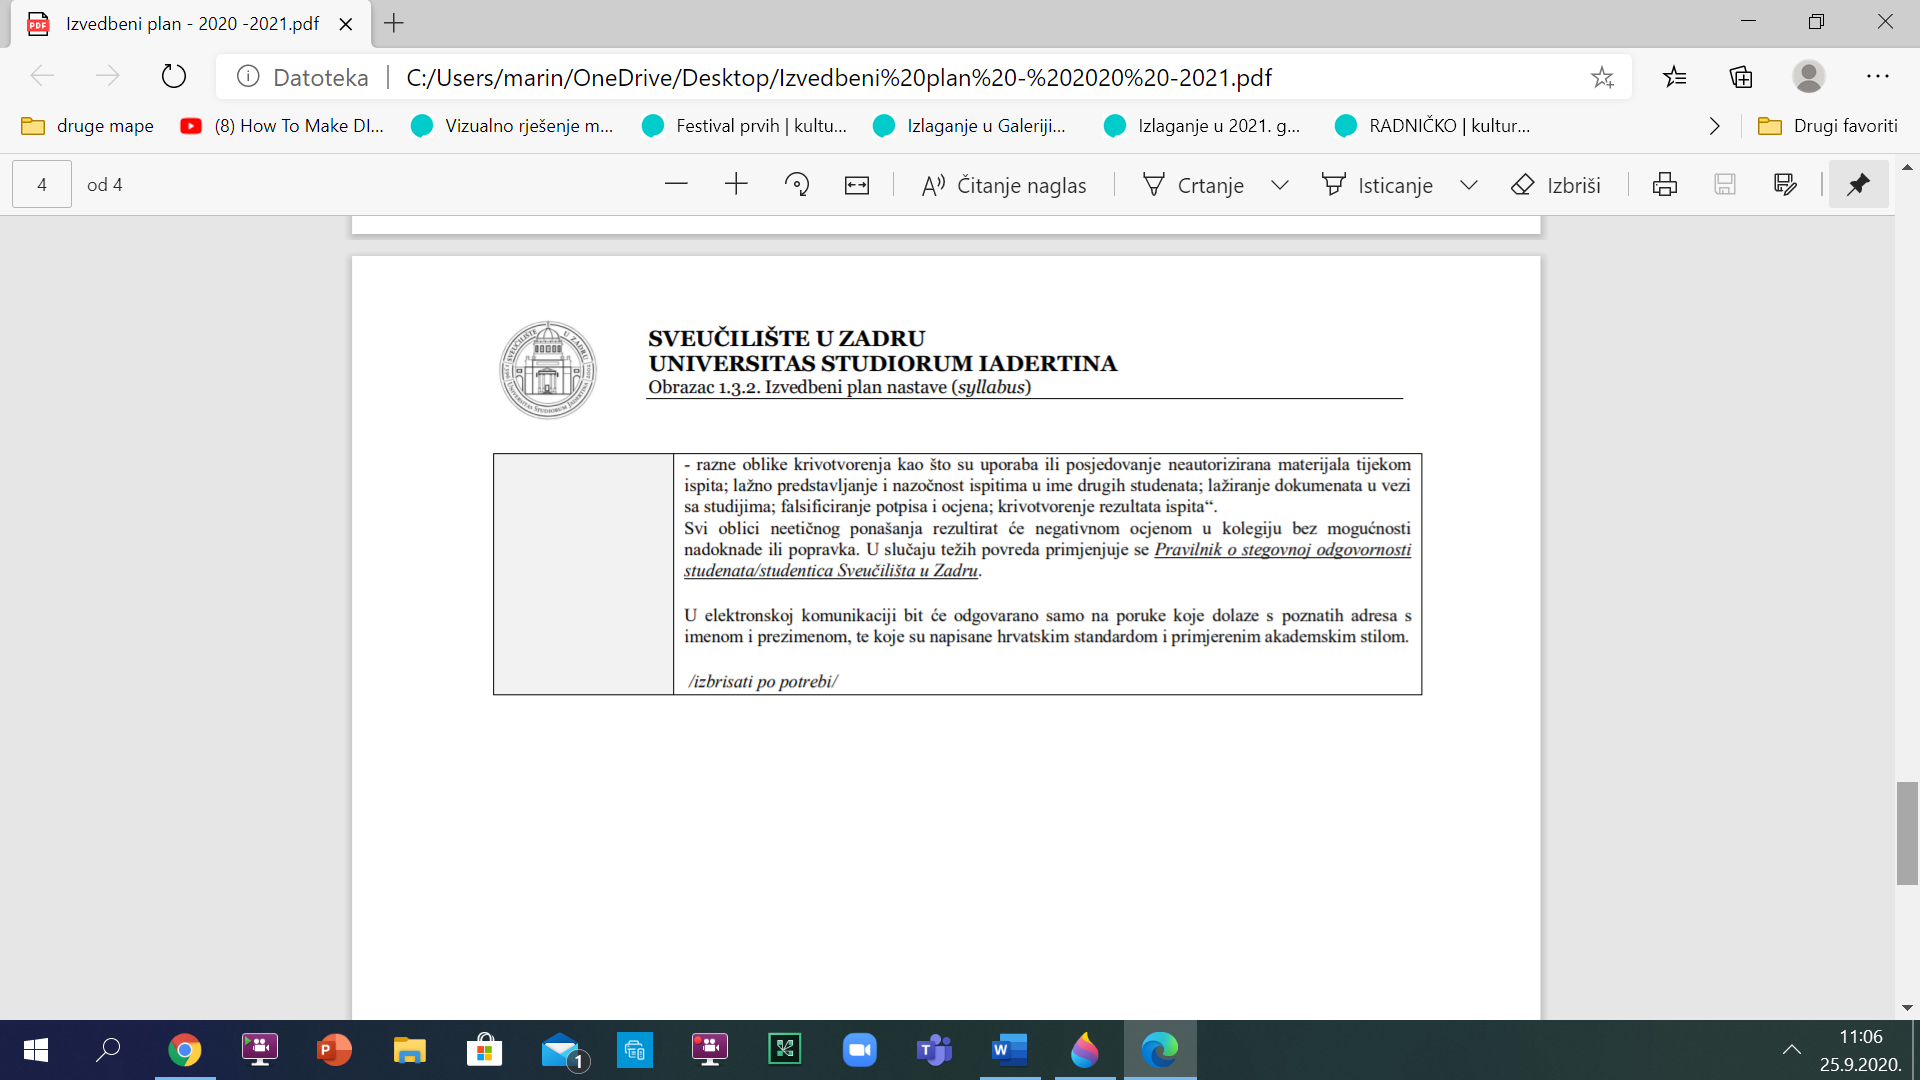 Izvedbeni plan - 2020 -2021.pdf
Datoteka
C:/Users/marin/OneDrive/Desktop/Izvedbeni%20plan%20-%202020%20-2021.pdf
druge mape
(8) How To Make DI...
Vizualno rješenje m...
Festival prvih | kultu...
Izlaganje u Galeriji...
Izlaganje u 2021. g...
RADNIČKO | kultur...
Drugi favoriti
4 od 4
Čitanje naglas
Crtanje
Isticanje
Izbriši
SVEUČILIŠTE U ZADRU
UNIVERSITAS STUDIORUM IADERTINA
Obrazac 1.3.2. Izvedbeni plan nastave (syllabus)
- razne oblike krivotvorenja kao što su uporaba ili posjedovanje neautorizirana materijala tijekom
ispita; lažno predstavljanje i nazočnost ispitima u ime drugih studenata; lažiranje dokumenata u vezi
sa studijima; falsificiranje potpisa i ocjena; krivotvorenje rezultata ispita“.
Svi oblici neetičnog ponašanja rezultirat će negativnom ocjenom u kolegiju bez mogućnosti
nadoknade ili popravka. U slučaju težih povreda primjenjuje se Pravilnik o stegovnoj odgovornosti
studenata/studentica Sveučilišta u Zadru.
U elektronskoj komunikaciji bit će odgovarano samo na poruke koje dolaze s poznatih adresa s
imenom i prezimenom, te koje su napisane hrvatskim standardom i primjerenim akademskim stilom.
/izbrisati po potrebi/
1
11:06
25.9.2020.